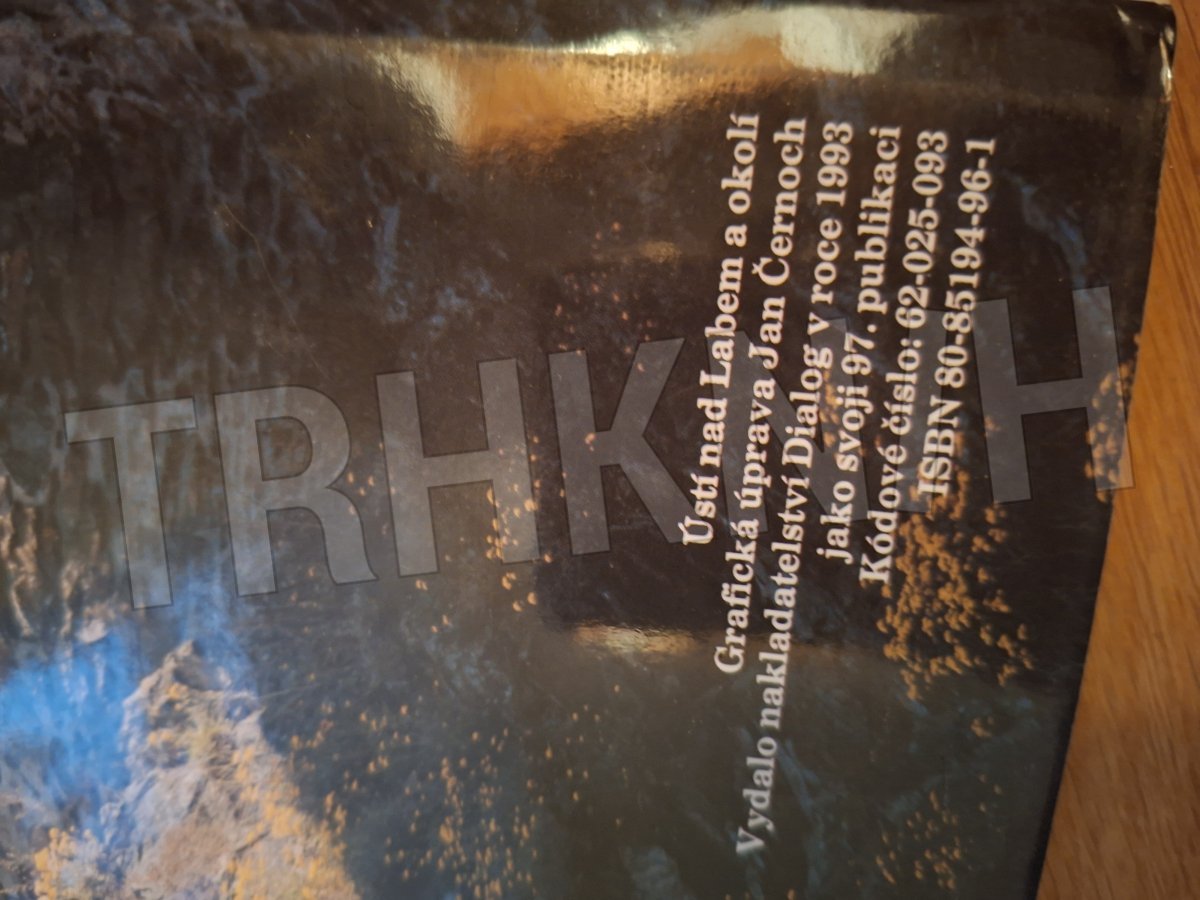 Ústí nad Labem a okolí
Grafická úprava Jan Černoch
Vydalo nakladatelství Dialog v roce 1993
jako svoji 97. publikaci
Kódové číslo: 62-025-093
ISBN 80-85194-96-1
TRHKNIH